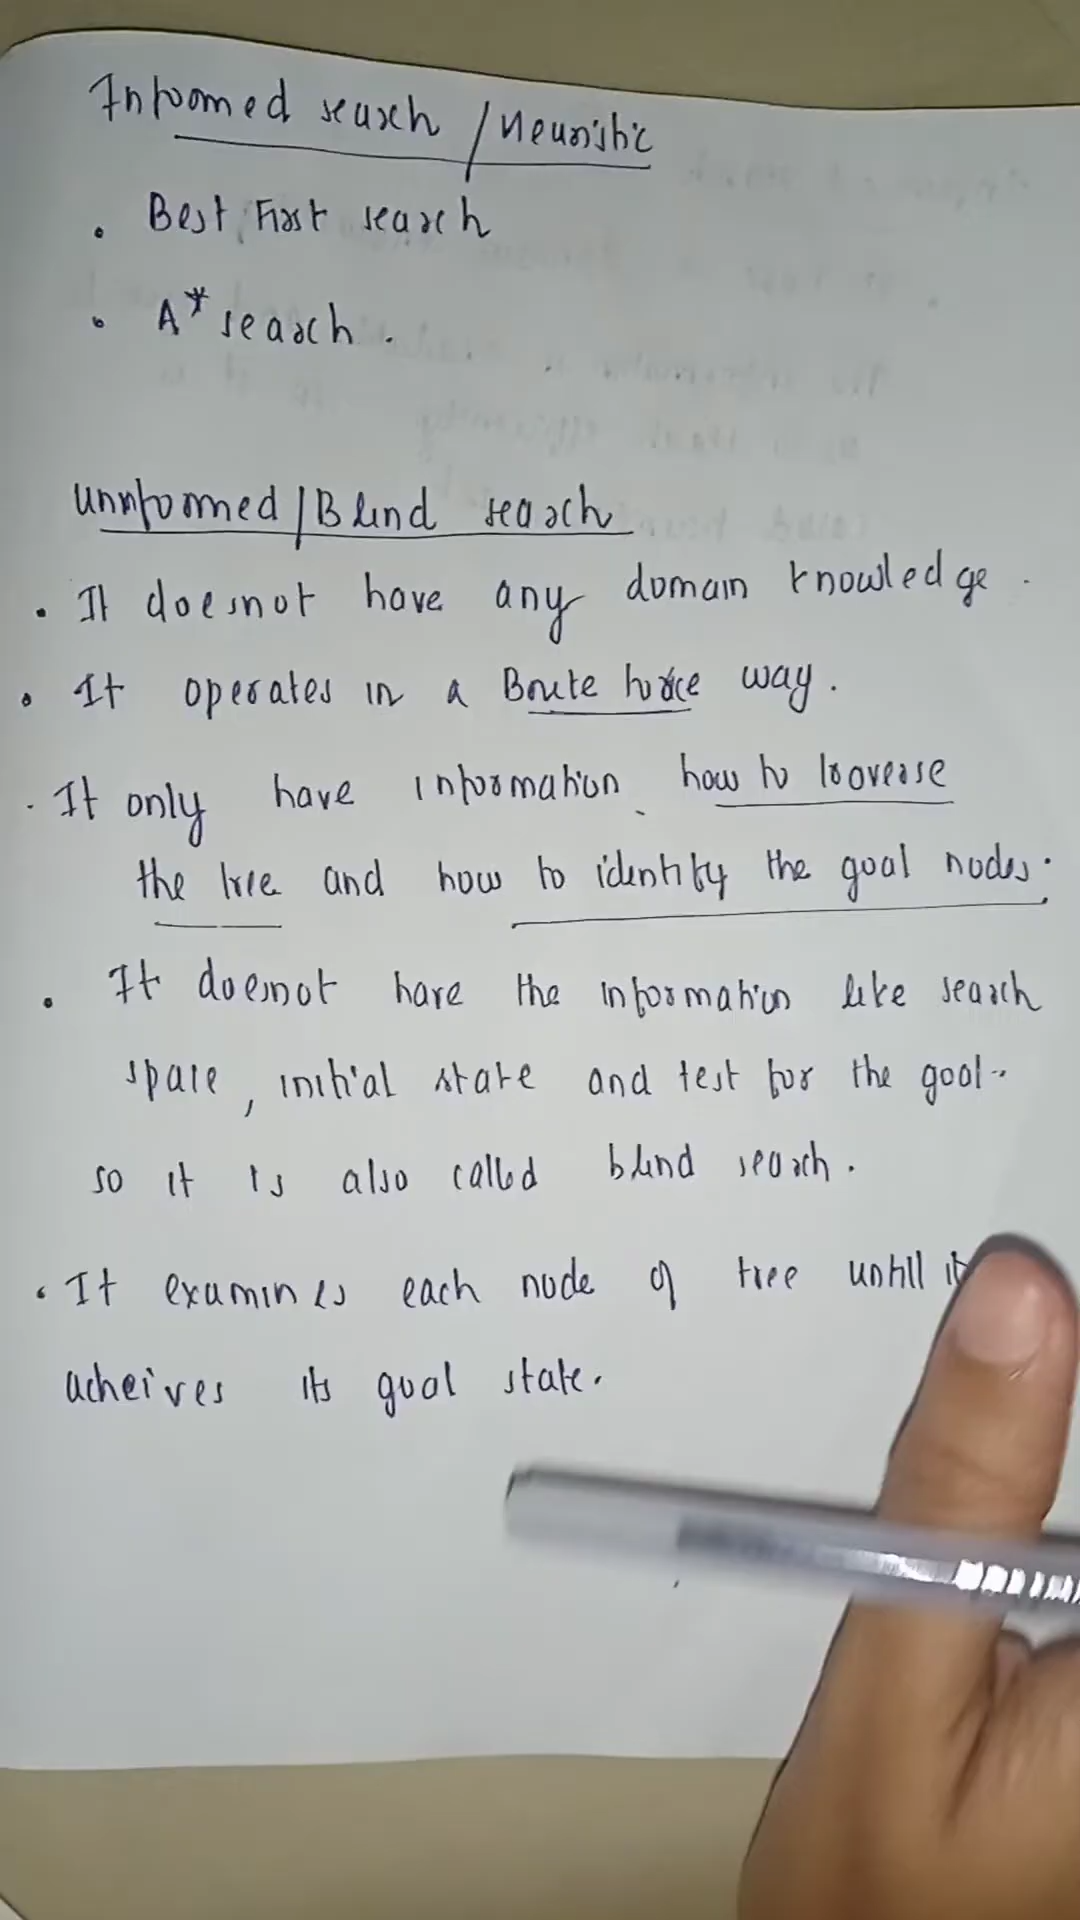 Informed search / Heuristic
• Best First search
• A* search.
Uninformed / Blind search
• It doesnot have any domain knowledge.
• It operates in a Brute force way.
• It only have information how to traverse
the tree and how to identify the goal nodes.
• It doesnot have the information like search
space, initial state and test for the goal.
so it is also called blind search.
• It examines each node of tree untill it
acheives its goal state.